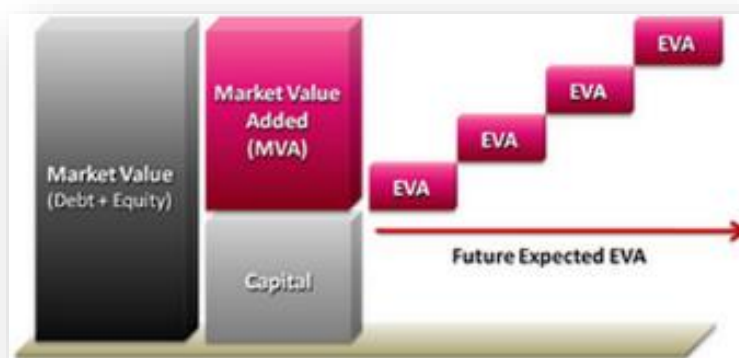 Market Value
(Debt + Equity)
Market Value
Added
(MVA)
Capital
EVA
EVA
EVA
EVA
Future Expected EVA